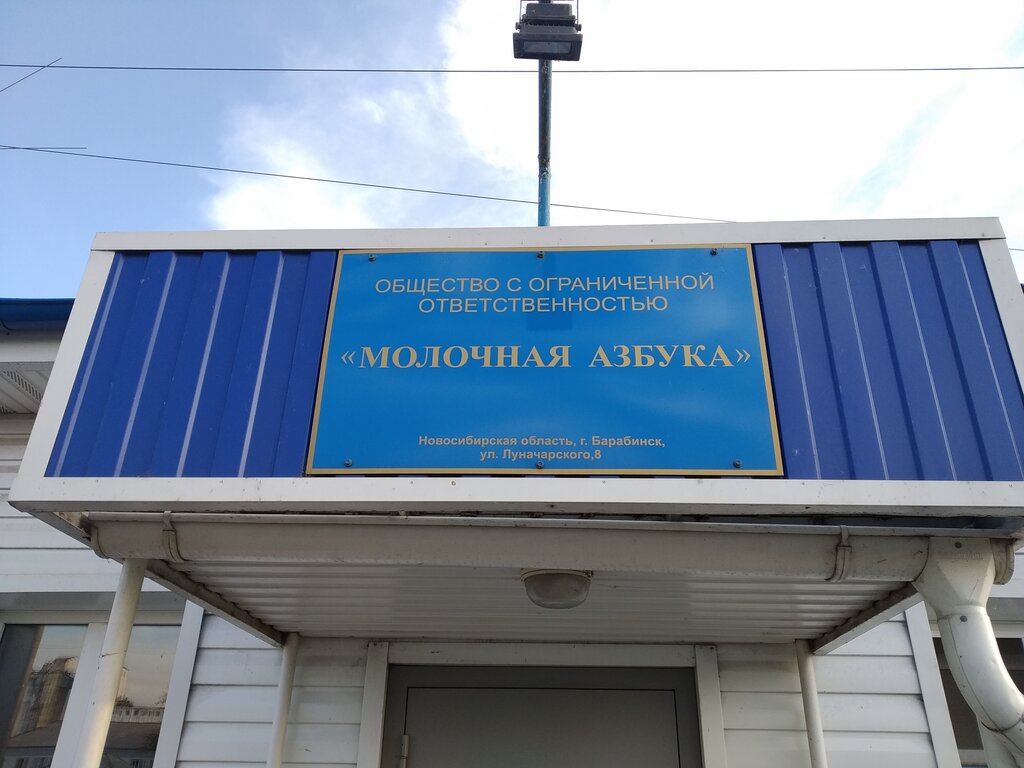 ОБЩЕСТВО С ОГРАНИЧЕННОЙ
ОТВЕТСТВЕННОСТЬЮ
«МОЛОЧНАЯ АЗБУКА»
Новосибирская область, г. Барабинск,
ул. Луначарского,8